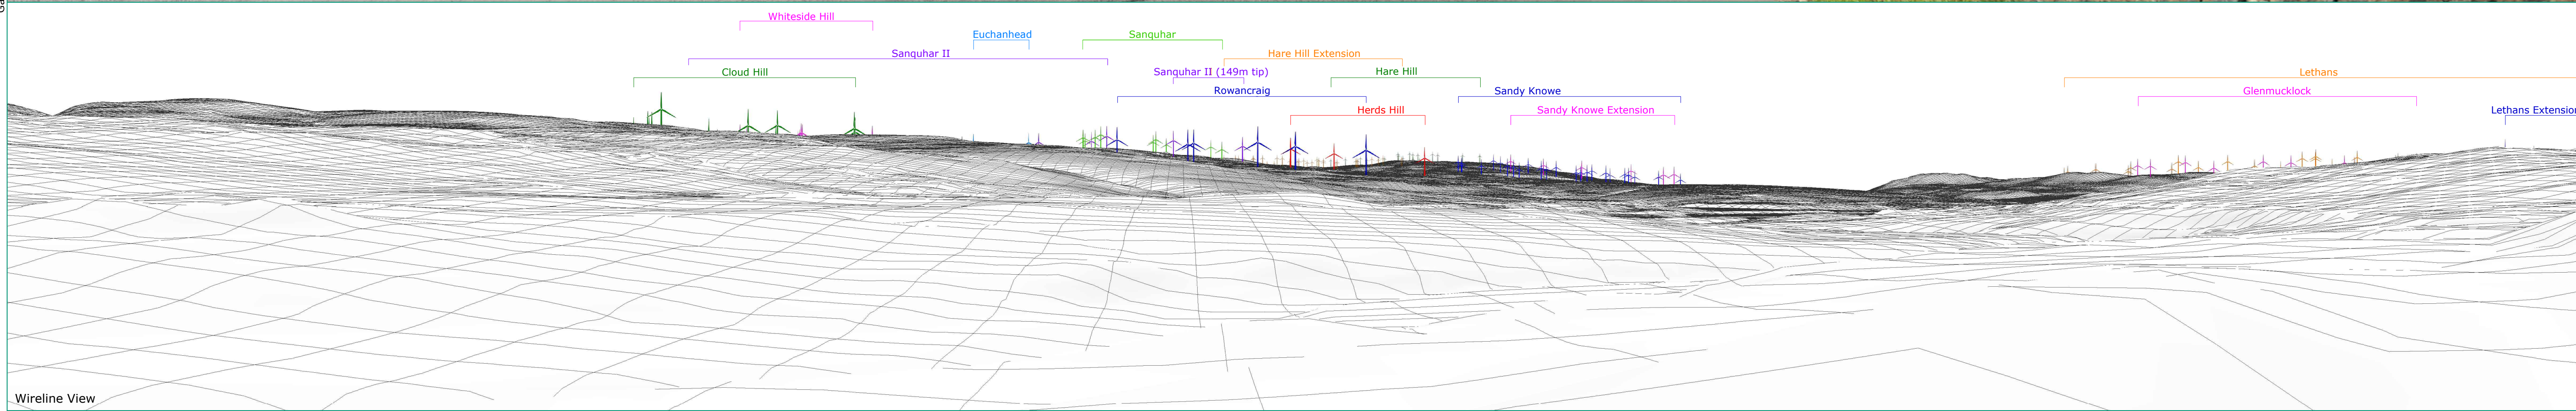 Whiteside Hill
Euchanhead
Sanquhar
Sanquhar II
Hare Hill Extension
Cloud Hill
Sanquhar II (149m tip)
Hare Hill
Lethans
Rowancraig
Sandy Knowe
Glenmucklock
Herds Hill
Sandy Knowe Extension
Lethans Extension
Wireline View